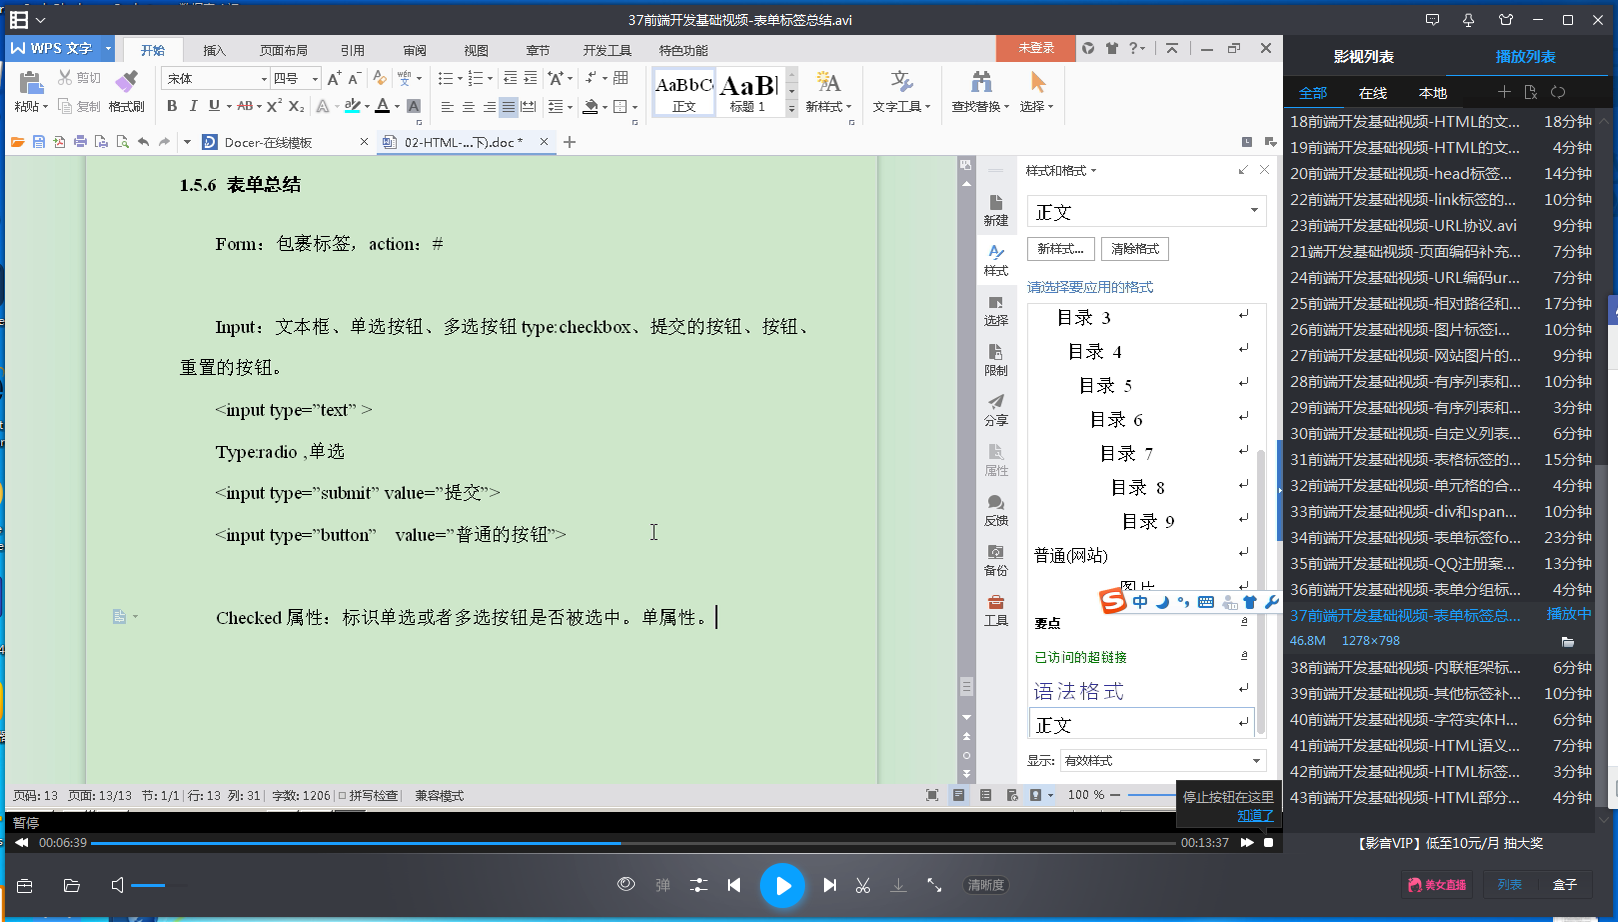 37前端开发基础视频-表单标签总结.avi
WPS 文字
开始 插入 页面布局 引用 审阅 视图 章节 开发工具 特色功能
未登录
粘贴 剪切 复制 格式刷
宋体 四号
B I U AB X² X₂ A A A
AaBbC 正文
AaBl 标题 1
新样式 文字工具 查找替换 选择
Docer-在线模板
02-HTML-...下).doc *
1.5.6 表单总结
Form：包裹标签，action：#
Input：文本框、单选按钮、多选按钮 type:checkbox、提交的按钮、按钮、
重置的按钮。
<input type=”text” >
Type:radio ,单选
<input type=”submit” value=”提交”>
<input type=”button” value=”普通的按钮”>
Checked 属性：标识单选或者多选按钮是否被选中。单属性。
新建
样式
选择
限制
分享
属性
反馈
备份
工具
样式和格式
正文
新样式...
清除格式
请选择要应用的格式
目录 3
目录 4
目录 5
目录 6
目录 7
目录 8
目录 9
普通(网站)
图片
中
要点
已访问的超链接
语法格式
正文
显示: 有效样式
页码: 13 页面: 13/13 节: 1/1 行: 13 列: 31 字数: 1206 拼写检查 兼容模式
100 %
停止按钮在这里
知道了
暂停
00:06:39
00:13:37
弹
清晰度
影视列表 播放列表
全部 在线 本地
18前端开发基础视频-HTML的文... 18分钟
19前端开发基础视频-HTML的文... 4分钟
20前端开发基础视频-head标签... 14分钟
22前端开发基础视频-link标签的... 10分钟
23前端开发基础视频-URL协议.avi 9分钟
21端开发基础视频-页面编码补充... 7分钟
24前端开发基础视频-URL编码ur... 7分钟
25前端开发基础视频-相对路径和... 17分钟
26前端开发基础视频-图片标签i... 10分钟
27前端开发基础视频-网站图片的... 9分钟
28前端开发基础视频-有序列表和... 10分钟
29前端开发基础视频-有序列表和... 3分钟
30前端开发基础视频-自定义列表... 6分钟
31前端开发基础视频-表格标签的... 15分钟
32前端开发基础视频-单元格的合... 4分钟
33前端开发基础视频-div和span... 10分钟
34前端开发基础视频-表单标签fo... 23分钟
35前端开发基础视频-QQ注册案... 13分钟
36前端开发基础视频-表单分组标... 4分钟
37前端开发基础视频-表单标签总... 播放中
46.8M 1278×798
38前端开发基础视频-内联框架标... 6分钟
39前端开发基础视频-其他标签补... 10分钟
40前端开发基础视频-字符实体H... 6分钟
41前端开发基础视频-HTML语义... 7分钟
42前端开发基础视频-HTML标签... 3分钟
43前端开发基础视频-HTML部分... 4分钟
【影音VIP】低至10元/月 抽大奖
美女直播 列表 盒子